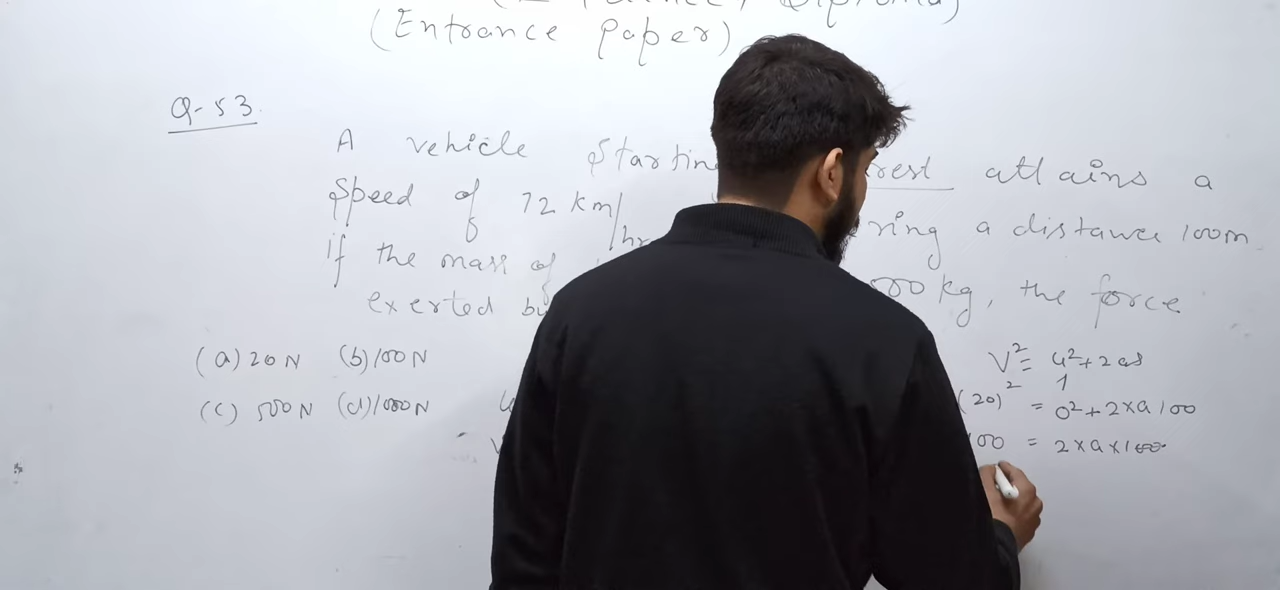 (Entrance Paper)
Q-53.
A vehicle Starting rest attains a
Speed of 72 km/hr ring a distance 100m
if the mass of 000 kg, the force
exerted by
(a) 20 N (b) 100 N
(c) 500 N (d) 1000 N
V² = u² + 2as
(20)² = 0² + 2×a 100
00 = 2×a×100